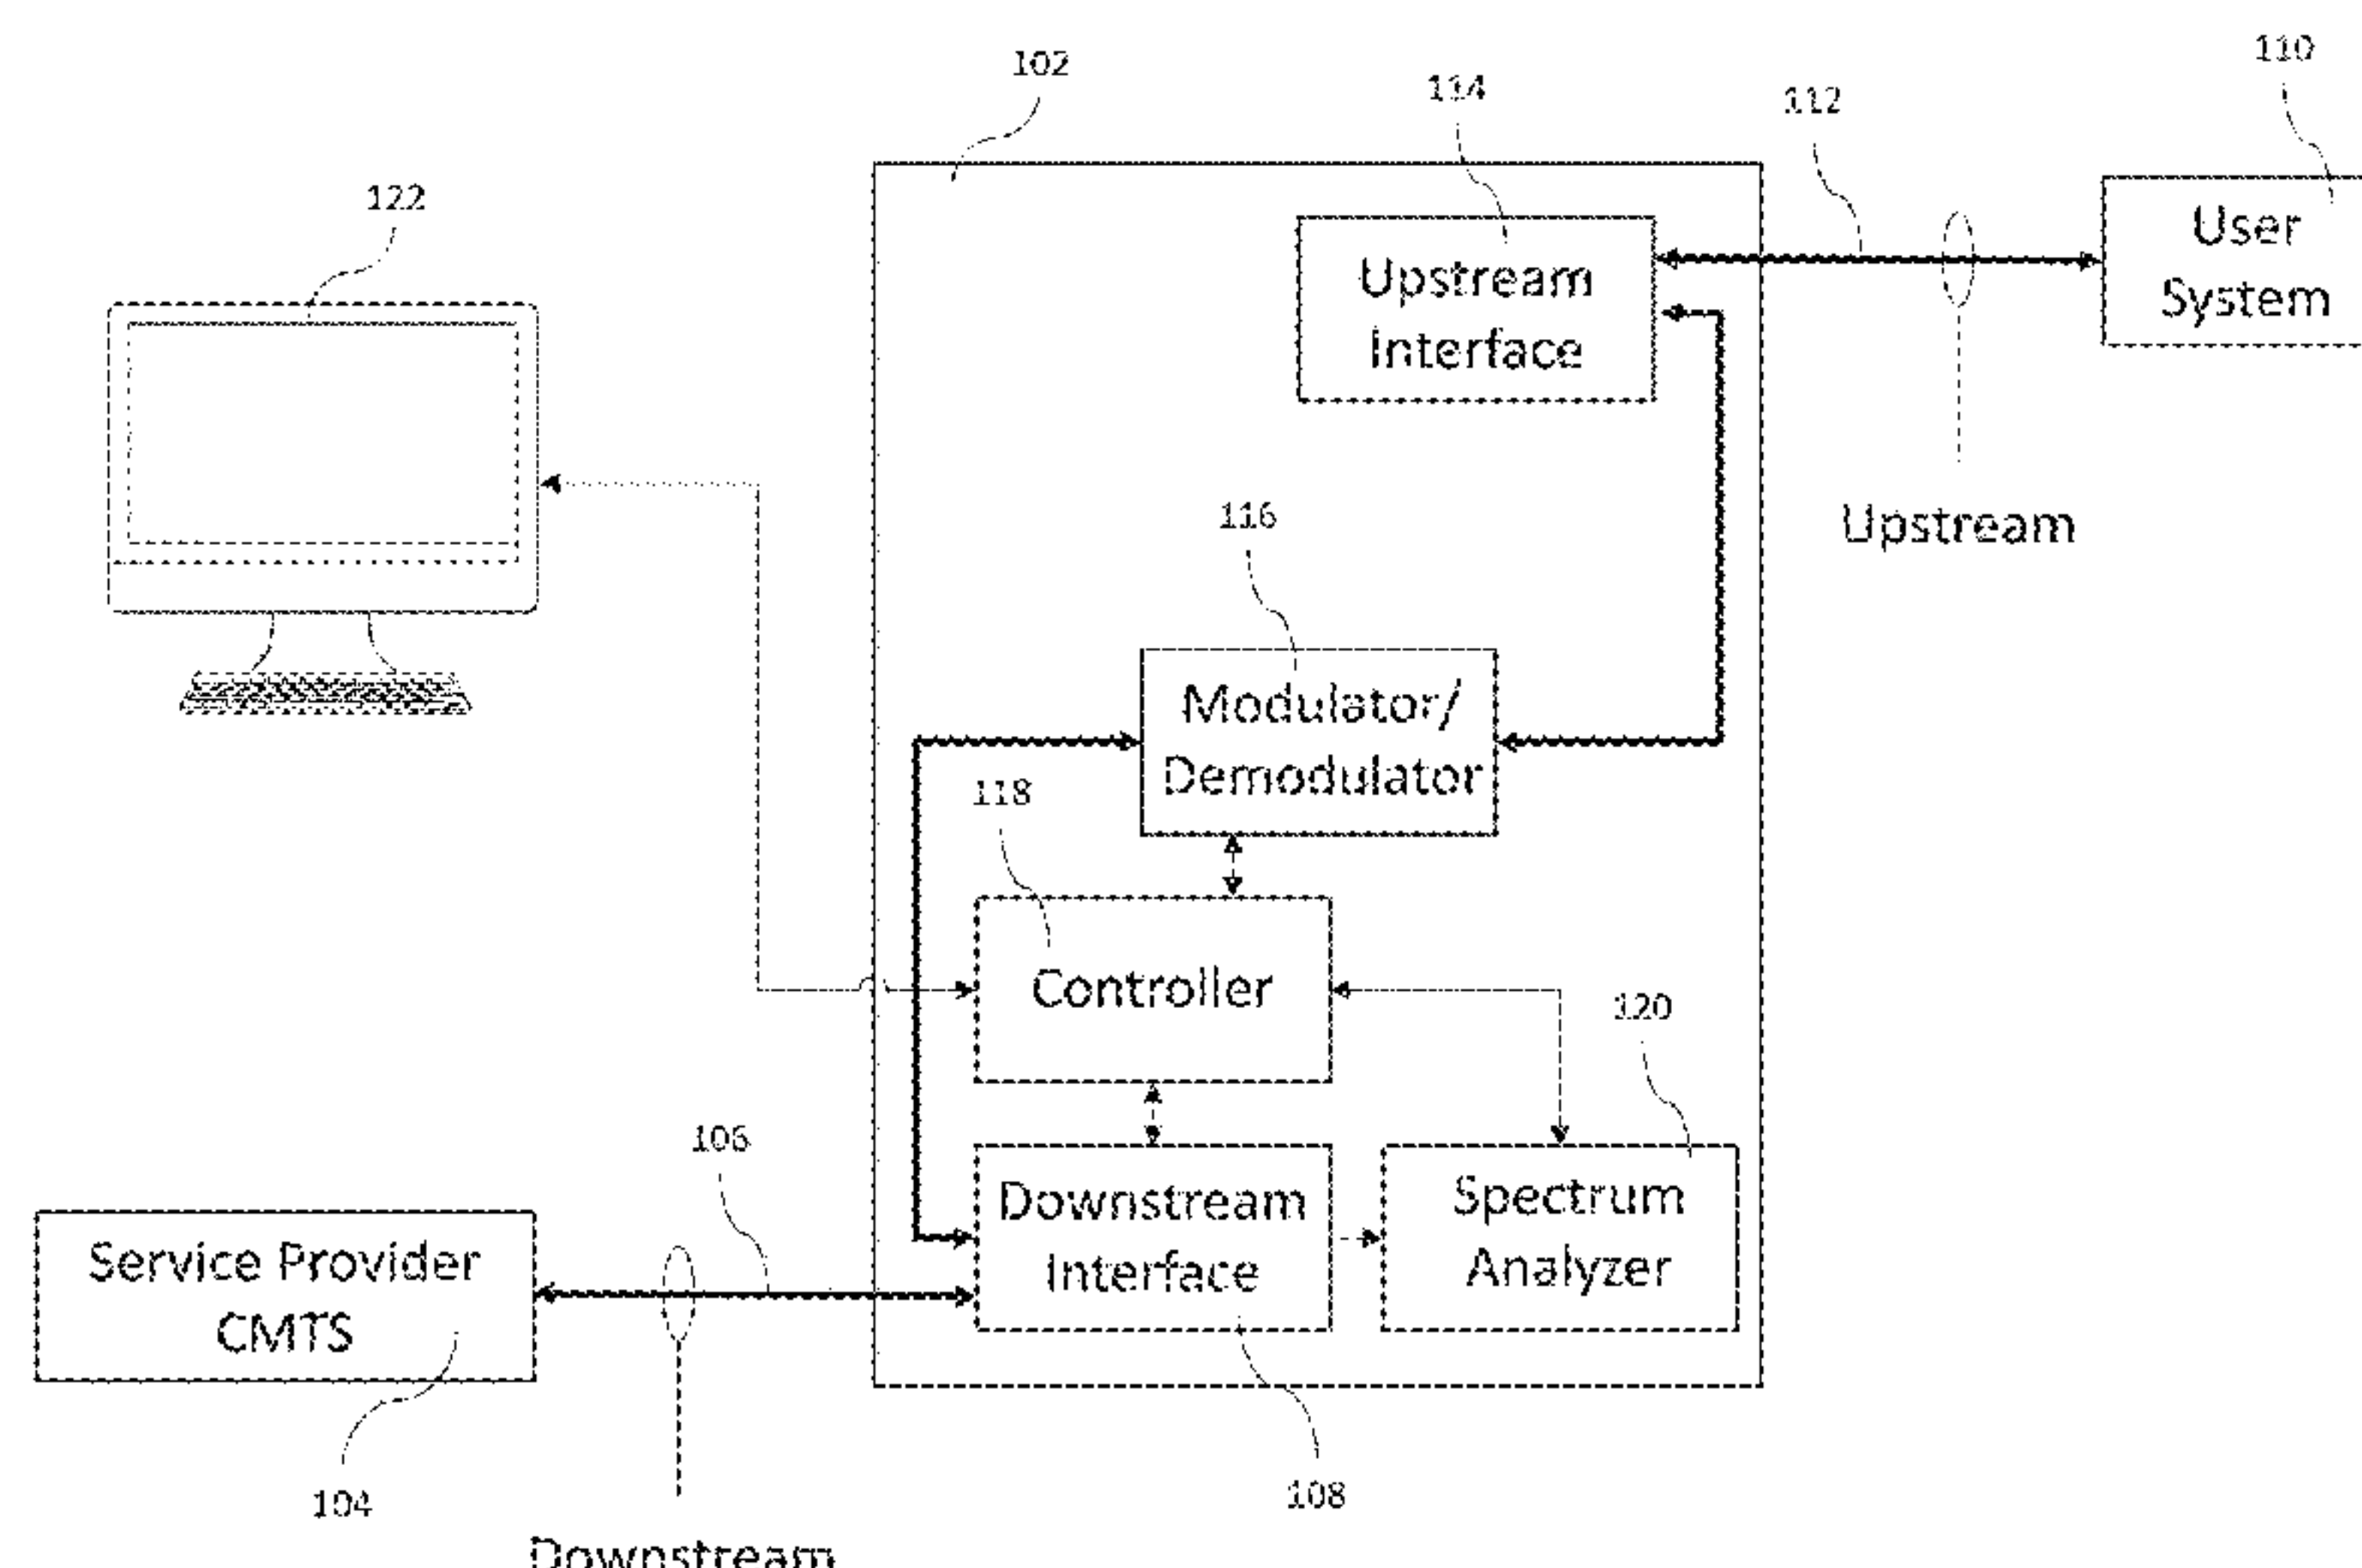 110
102
114
112
122
User
System
Upstream
Interface
Upstream
116
Modulator/
Demodulator
118
Controller
120
106
Downstream
Interface
Spectrum
Analyzer
Service Provider
CMTS
104
108
Downstream